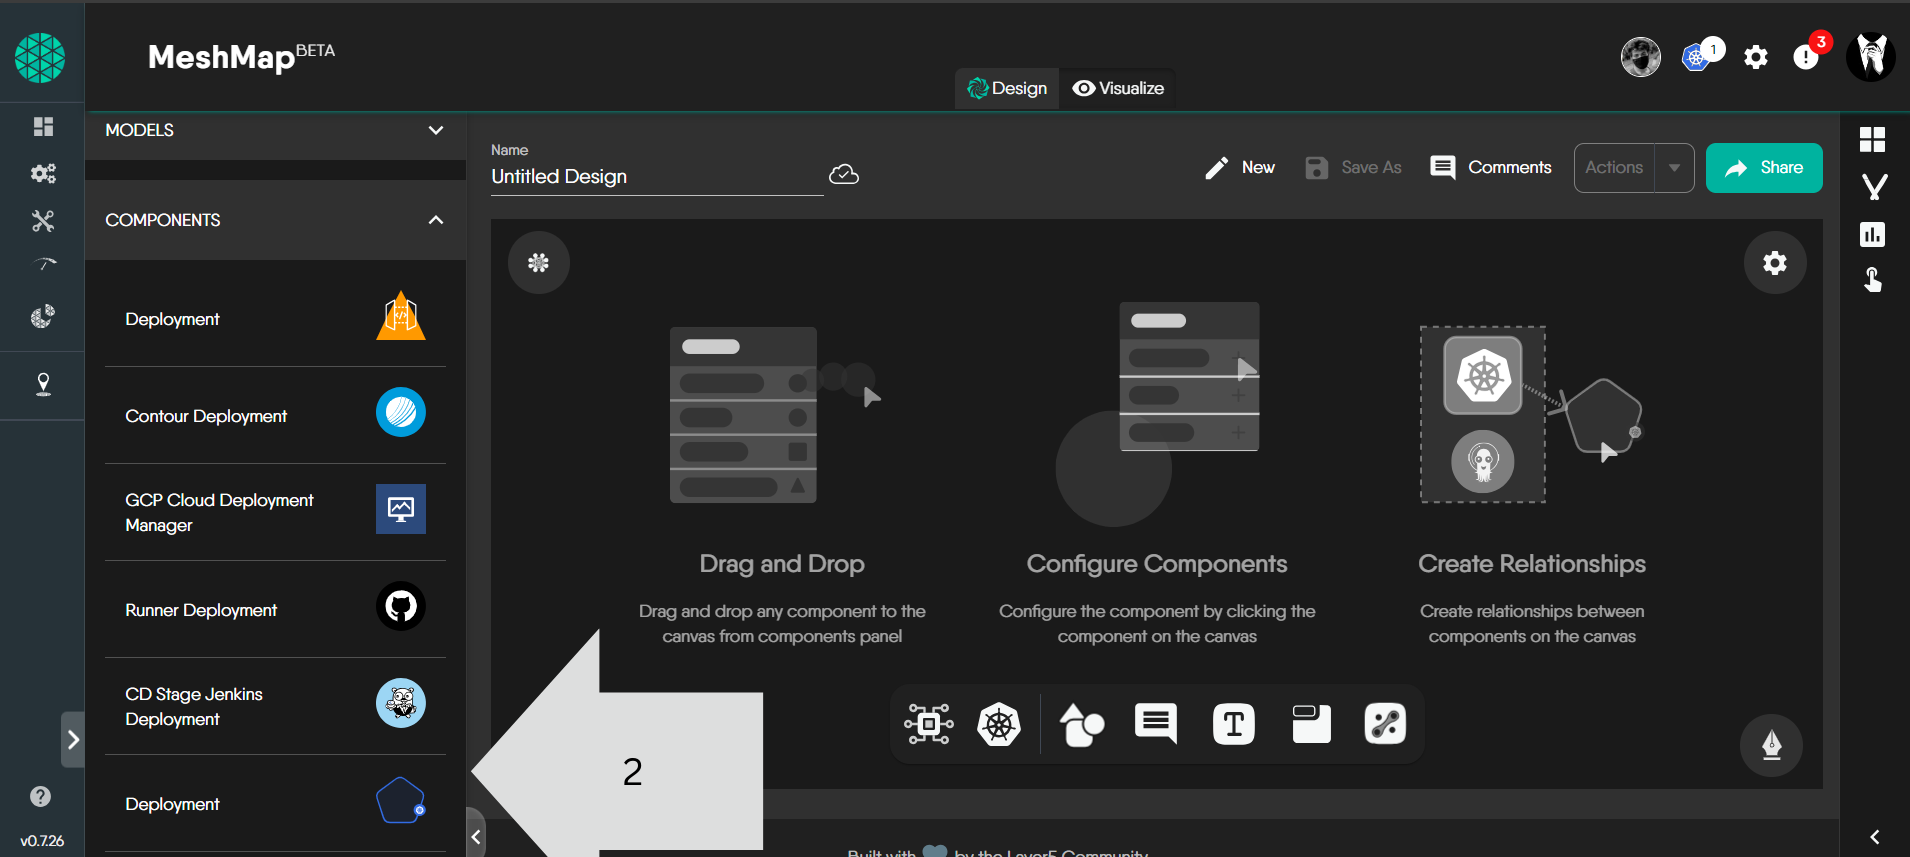 MeshMap BETA
Design
Visualize
1
3
MODELS
COMPONENTS
Deployment
Contour Deployment
GCP Cloud Deployment
Manager
Runner Deployment
CD Stage Jenkins
Deployment
Deployment
v0.7.26
Name
Untitled Design
New
Save As
Comments
Actions
Share
Drag and Drop
Drag and drop any component to the
canvas from components panel
Configure Components
Configure the component by clicking the
component on the canvas
Create Relationships
Create relationships between
components on the canvas
T
2
Built with
by the Layer5 Community